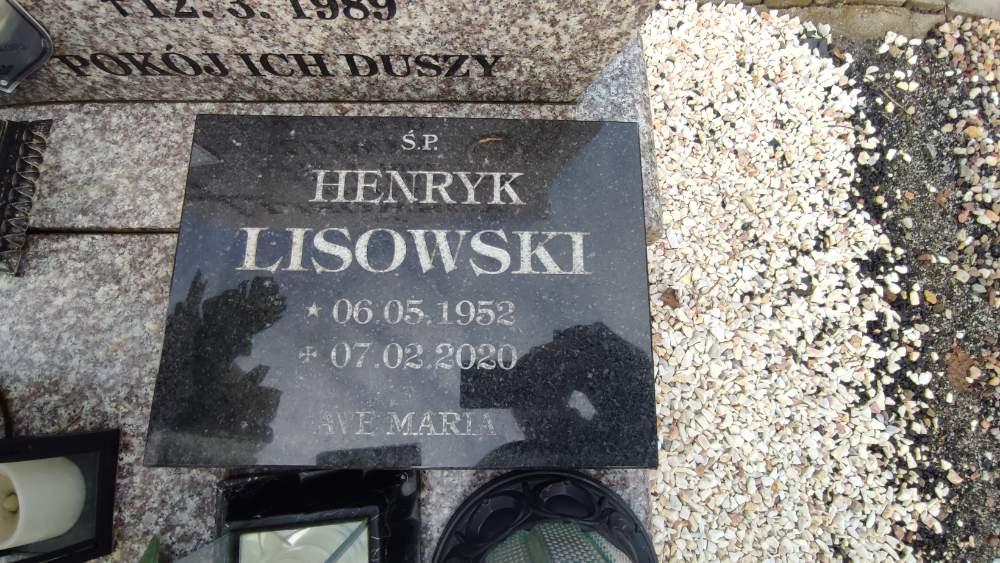 +12. 3. 1989
POKÓJ ICH DUSZY
Ś.P.
HENRYK
LISOWSKI
★ 06.05.1952
✠ 07.02.2020
AVE MARIA